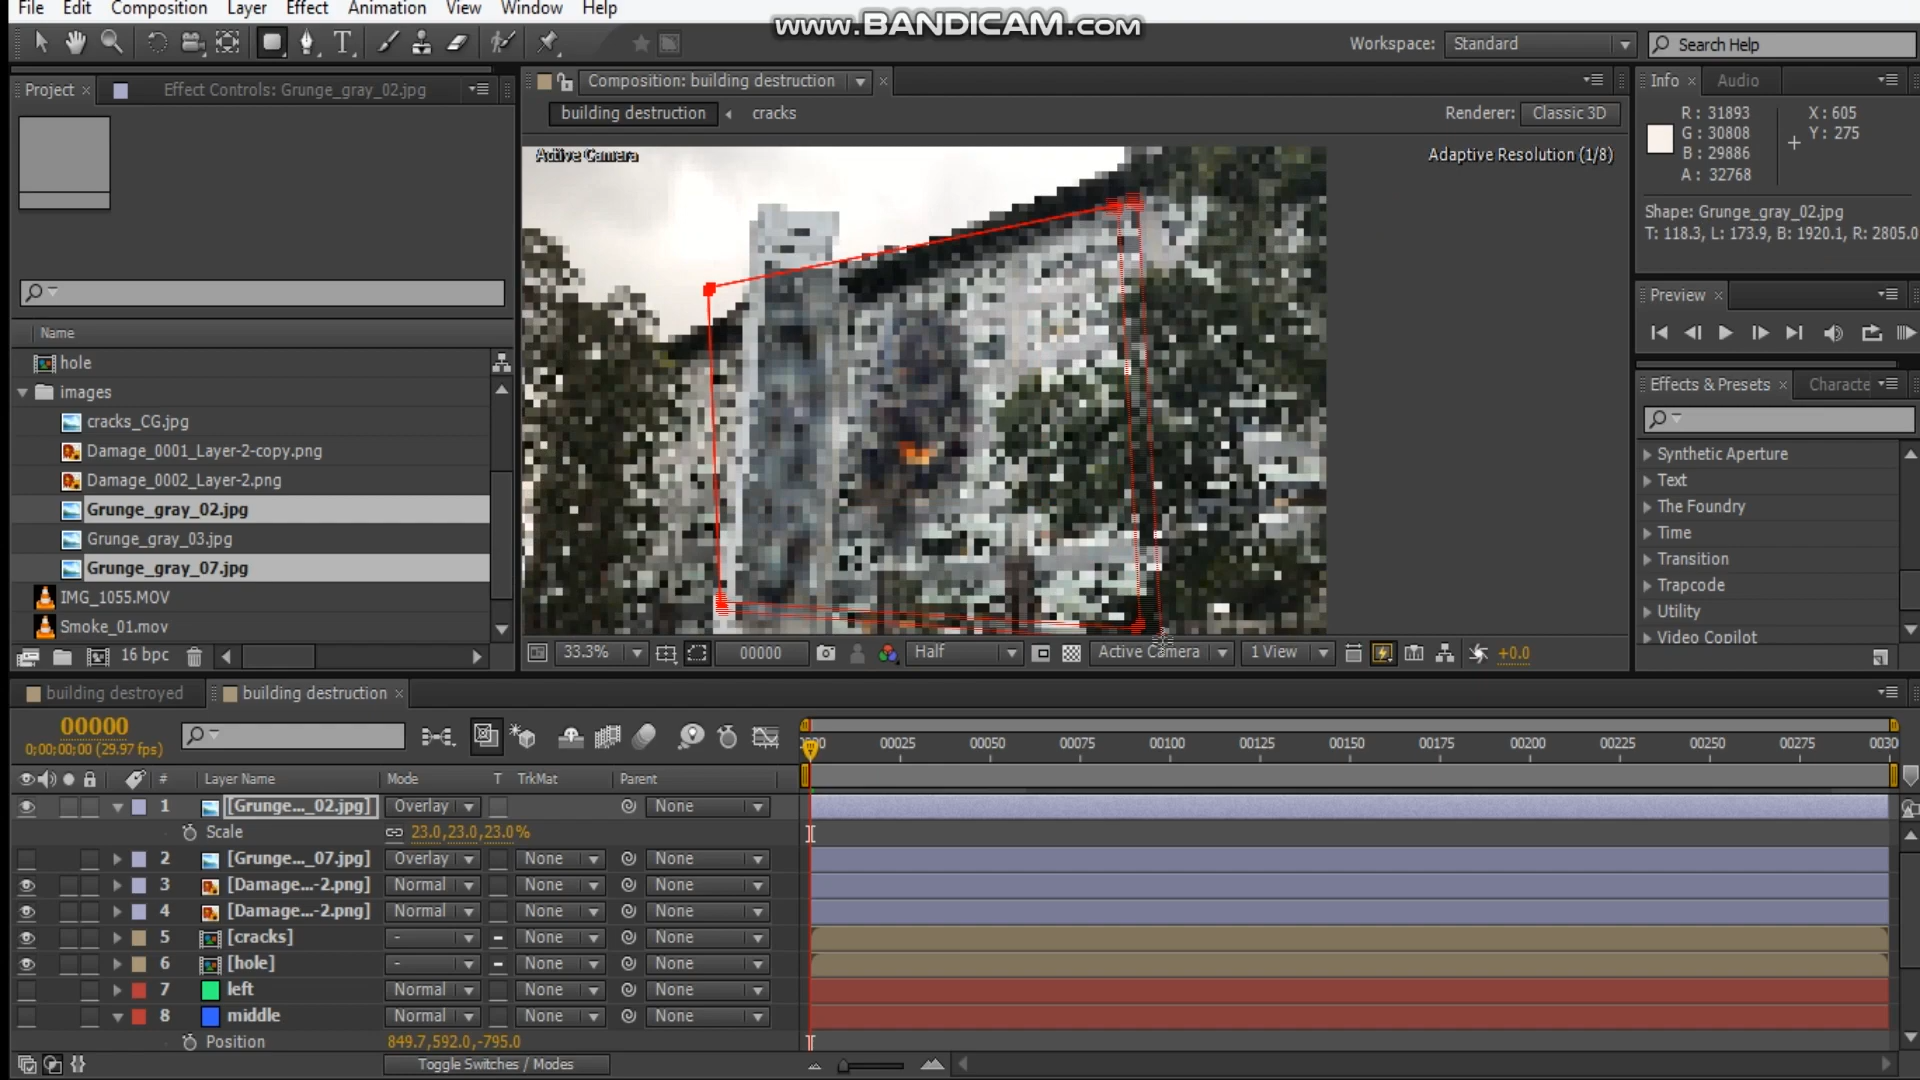 File Edit Composition Layer Effect Animation View Window Help
www.BANDICAM.com
Workspace: Standard
Search Help
Project
Effect Controls: Grunge_gray_02.jpg
Composition: building destruction
Info Audio
building destruction cracks
Renderer: Classic 3D
R: 31893 X: 605
G: 30808 Y: 275
B: 29886
A: 32768
Active Camera
Adaptive Resolution (1/8)
Shape: Grunge_gray_02.jpg
T: 118.3, L: 173.9, B: 1920.1, R: 2805.0
Preview
Name
hole
images
cracks_CG.jpg
Damage_0001_Layer-2-copy.png
Damage_0002_Layer-2.png
Grunge_gray_02.jpg
Grunge_gray_03.jpg
Grunge_gray_07.jpg
IMG_1055.MOV
Smoke_01.mov
16 bpc
Effects & Presets Characte
Synthetic Aperture
Text
The Foundry
Time
Transition
Trapcode
Utility
Video Copilot
33.3% 00000 Half Active Camera 1 View +0.0
building destroyed building destruction
00000
0;00;00;00 (29.97 fps)
00025 00050 00075 00100 00125 00150 00175 00200 00225 00250 00275 0030
# Layer Name Mode T TrkMat Parent
1 [Grunge..._02.jpg] Overlay None
Scale 23.0,23.0,23.0%
2 [Grunge..._07.jpg] Overlay None None
3 [Damage...-2.png] Normal None None
4 [Damage...-2.png] Normal None None
5 [cracks] - None None
6 [hole] - None None
7 left Normal None None
8 middle Normal None None
Position 849.7,592.0,-795.0
Toggle Switches / Modes